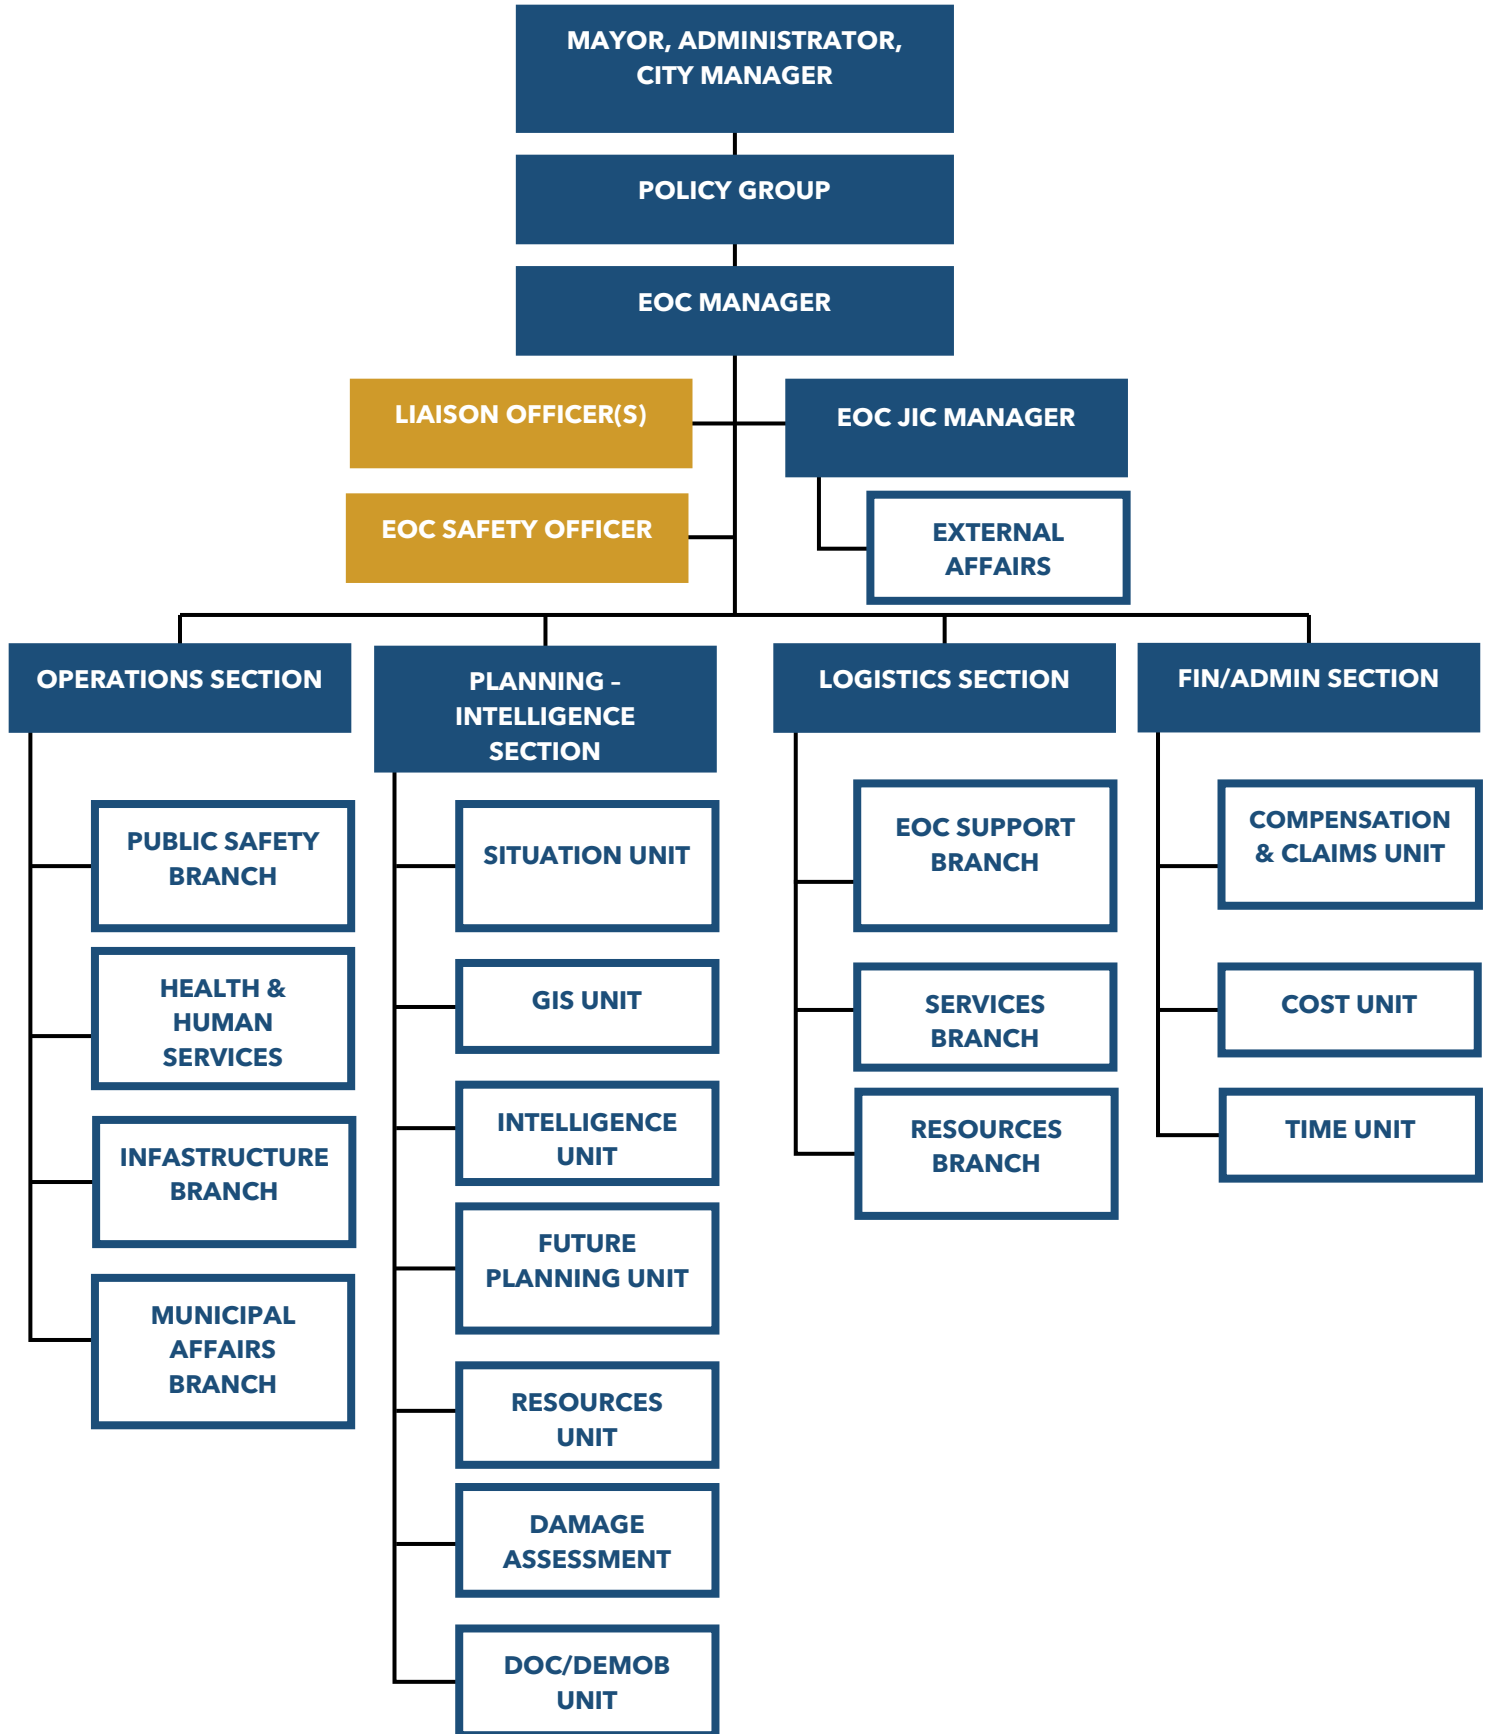 MAYOR, ADMINISTRATOR,
CITY MANAGER
POLICY GROUP
EOC MANAGER
LIAISON OFFICER(S)
EOC JIC MANAGER
EOC SAFETY OFFICER
EXTERNAL
AFFAIRS
OPERATIONS SECTION
PUBLIC SAFETY
BRANCH
HEALTH &
HUMAN
SERVICES
INFASTRUCTURE
BRANCH
MUNICIPAL
AFFAIRS
BRANCH
PLANNING –
INTELLIGENCE
SECTION
SITUATION UNIT
GIS UNIT
INTELLIGENCE
UNIT
FUTURE
PLANNING UNIT
RESOURCES
UNIT
DAMAGE
ASSESSMENT
DOC/DEMOB
UNIT
LOGISTICS SECTION
EOC SUPPORT
BRANCH
SERVICES
BRANCH
RESOURCES
BRANCH
FIN/ADMIN SECTION
COMPENSATION
& CLAIMS UNIT
COST UNIT
TIME UNIT